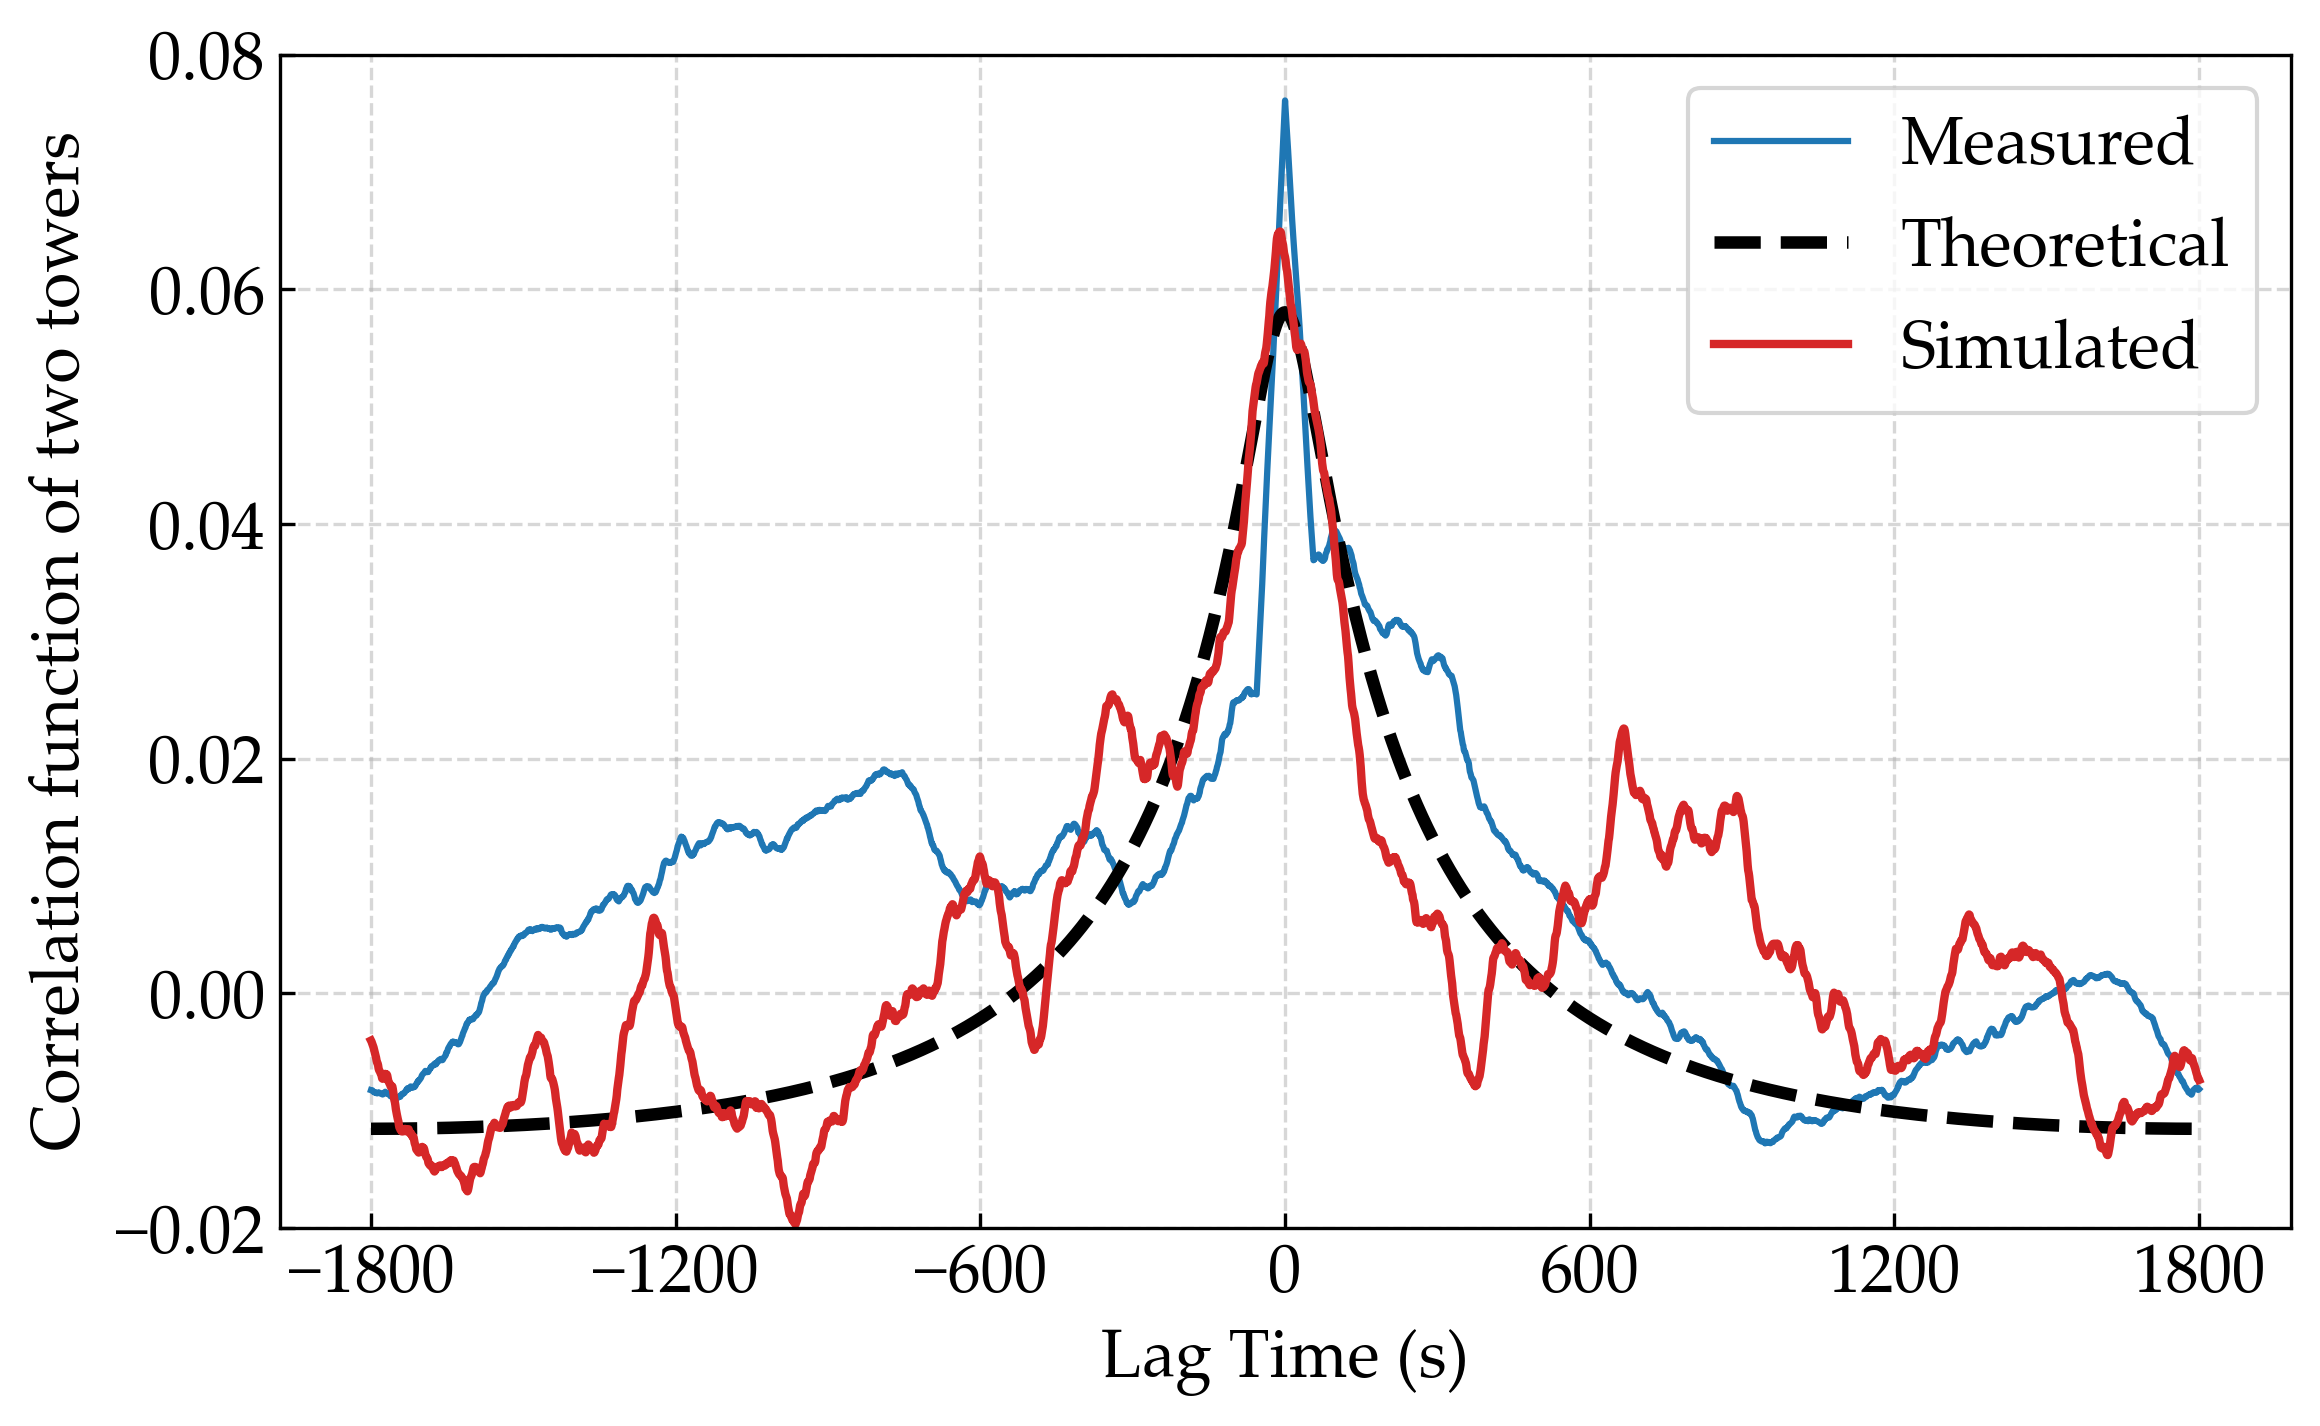 0.08
0.06
0.04
0.02
0.00
−0.02
Correlation function of two towers
Measured
Theoretical
Simulated
−1800 −1200 −600 0 600 1200 1800
Lag Time (s)